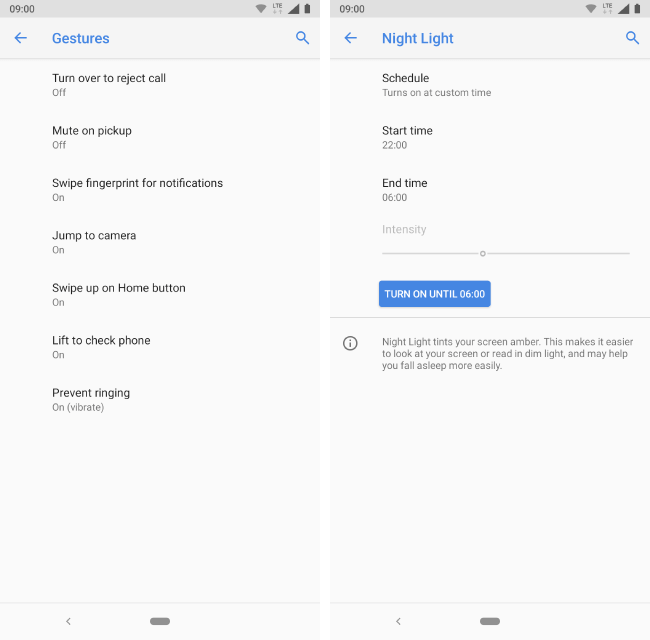 09:00
LTE
Gestures
Turn over to reject call
Off
Mute on pickup
Off
Swipe fingerprint for notifications
On
Jump to camera
On
Swipe up on Home button
On
Lift to check phone
On
Prevent ringing
On (vibrate)
09:00
LTE
Night Light
Schedule
Turns on at custom time
Start time
22:00
End time
06:00
Intensity
TURN ON UNTIL 06:00
Night Light tints your screen amber. This makes it easier
to look at your screen or read in dim light, and may help
you fall asleep more easily.